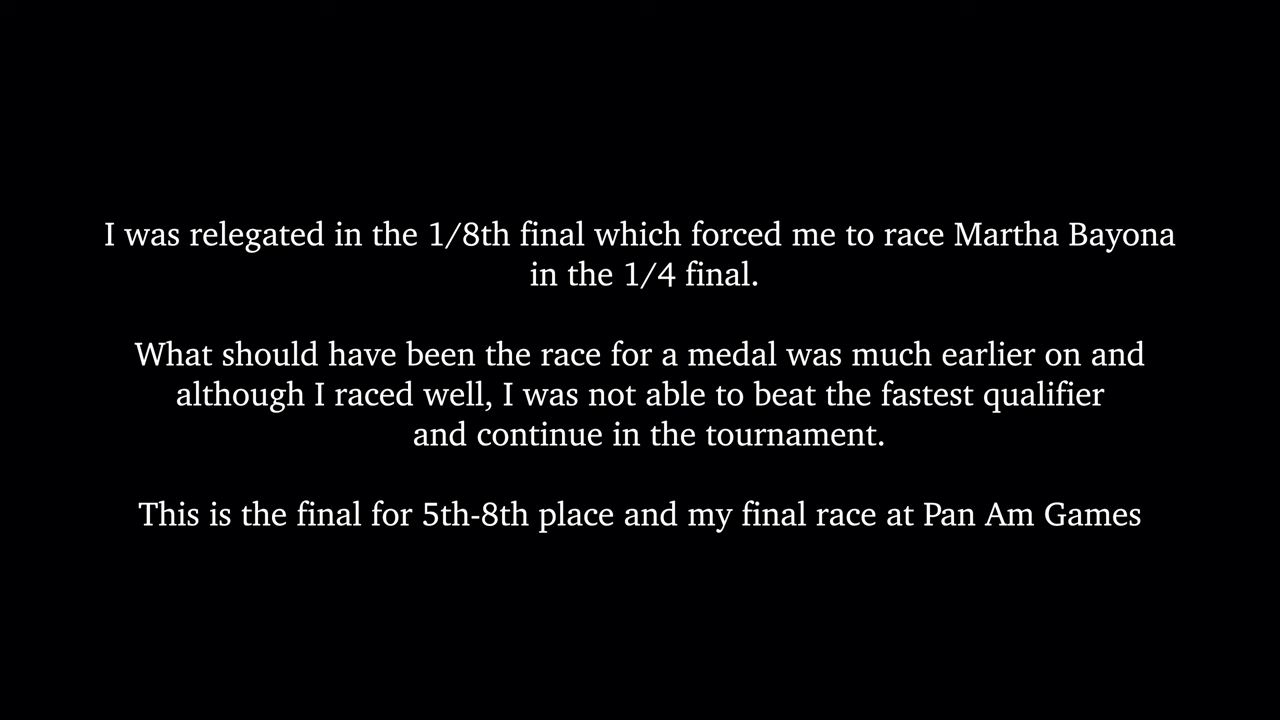 I was relegated in the 1/8th final which forced me to race Martha Bayona
in the 1/4 final.
What should have been the race for a medal was much earlier on and
although I raced well, I was not able to beat the fastest qualifier
and continue in the tournament.
This is the final for 5th-8th place and my final race at Pan Am Games